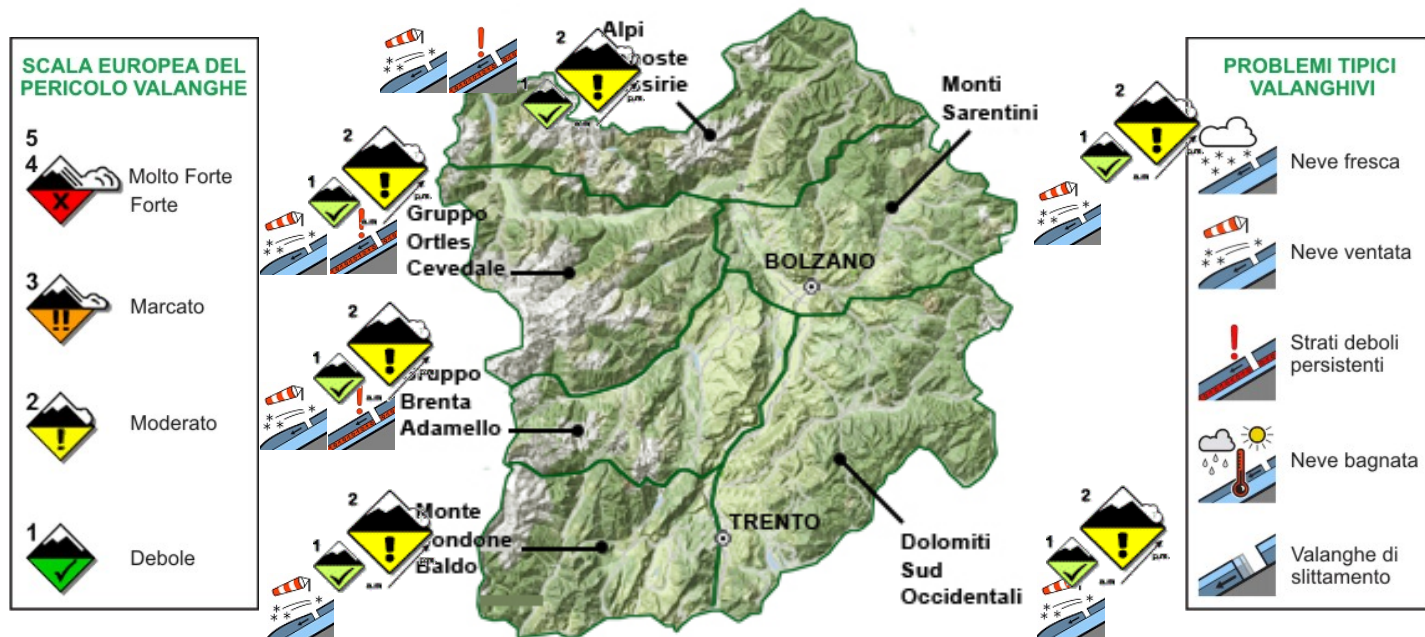 SCALA EUROPEA DEL
PERICOLO VALANGHE
5
4
Molto Forte
Forte
3
Marcato
2
Moderato
1
Debole
2
1
Alpi
a.m
p.m.
2
1
a.m
p.m.
Gruppo
Ortles
Cevedale
2
1
Gruppo
Brenta
Adamello
2
1
a.m
p.m.
Monte
Bondone
Baldo
Monti
Sarentini
BOLZANO
TRENTO
Dolomiti
Sud
Occidentali
2
1
a.m
p.m.
2
1
a.m
p.m.
PROBLEMI TIPICI
VALANGHIVI
Neve fresca
Neve ventata
Strati deboli
persistenti
Neve bagnata
Valanghe di
slittamento